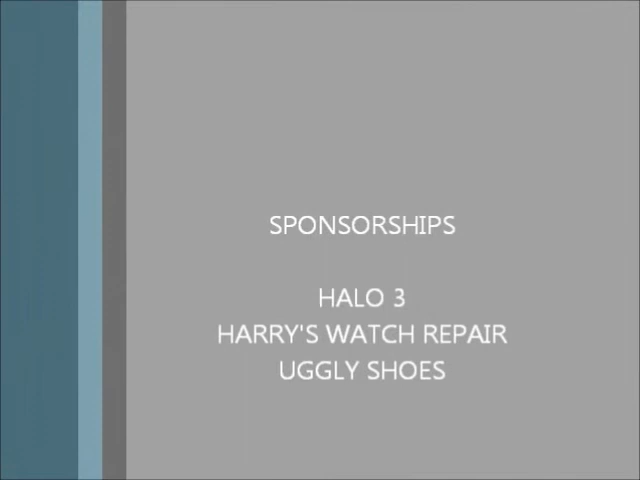 SPONSORSHIPS
HALO 3
HARRY'S WATCH REPAIR
UGGLY SHOES